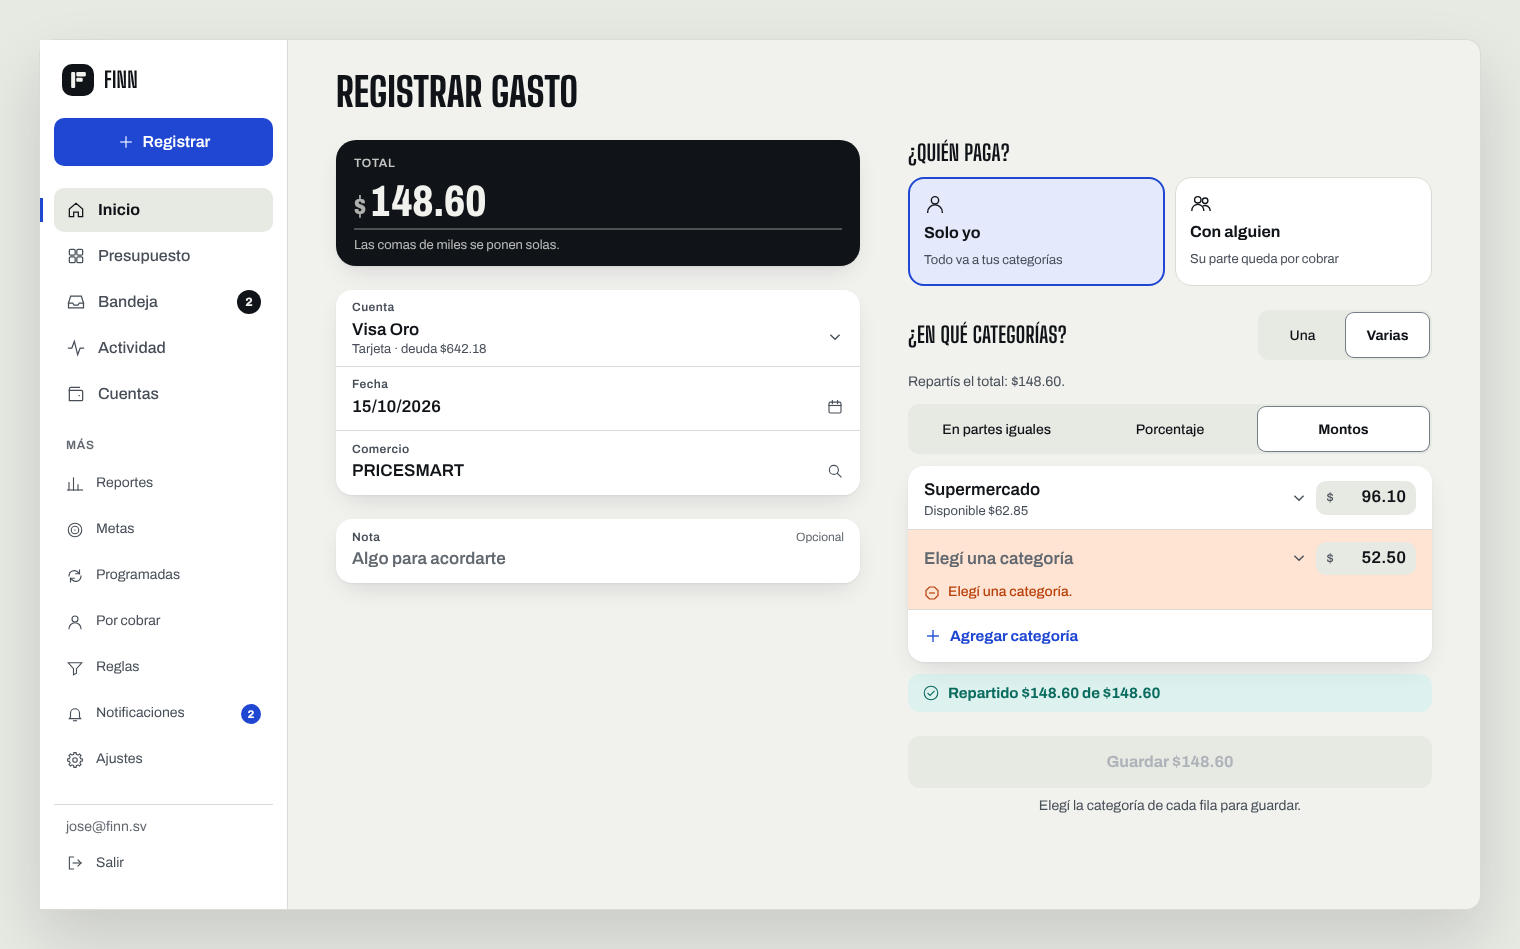 FINN
Registrar
Inicio
Presupuesto
Bandeja 2
Actividad
Cuentas
MÁS
Reportes
Metas
Programadas
Por cobrar
Reglas
Notificaciones 2
Ajustes
jose@finn.sv
Salir
REGISTRAR GASTO
TOTAL
$148.60
Las comas de miles se ponen solas.
Cuenta
Visa Oro
Tarjeta · deuda $642.18
Fecha
15/10/2026
Comercio
PRICESMART
Nota Opcional
Algo para acordarte
¿QUIÉN PAGA?
Solo yo
Todo va a tus categorías
Con alguien
Su parte queda por cobrar
¿EN QUÉ CATEGORÍAS? Una Varias
Repartís el total: $148.60.
En partes iguales Porcentaje Montos
Supermercado $ 96.10
Disponible $62.85
Elegí una categoría $ 52.50
Elegí una categoría.
Agregar categoría
Repartido $148.60 de $148.60
Guardar $148.60
Elegí la categoría de cada fila para guardar.